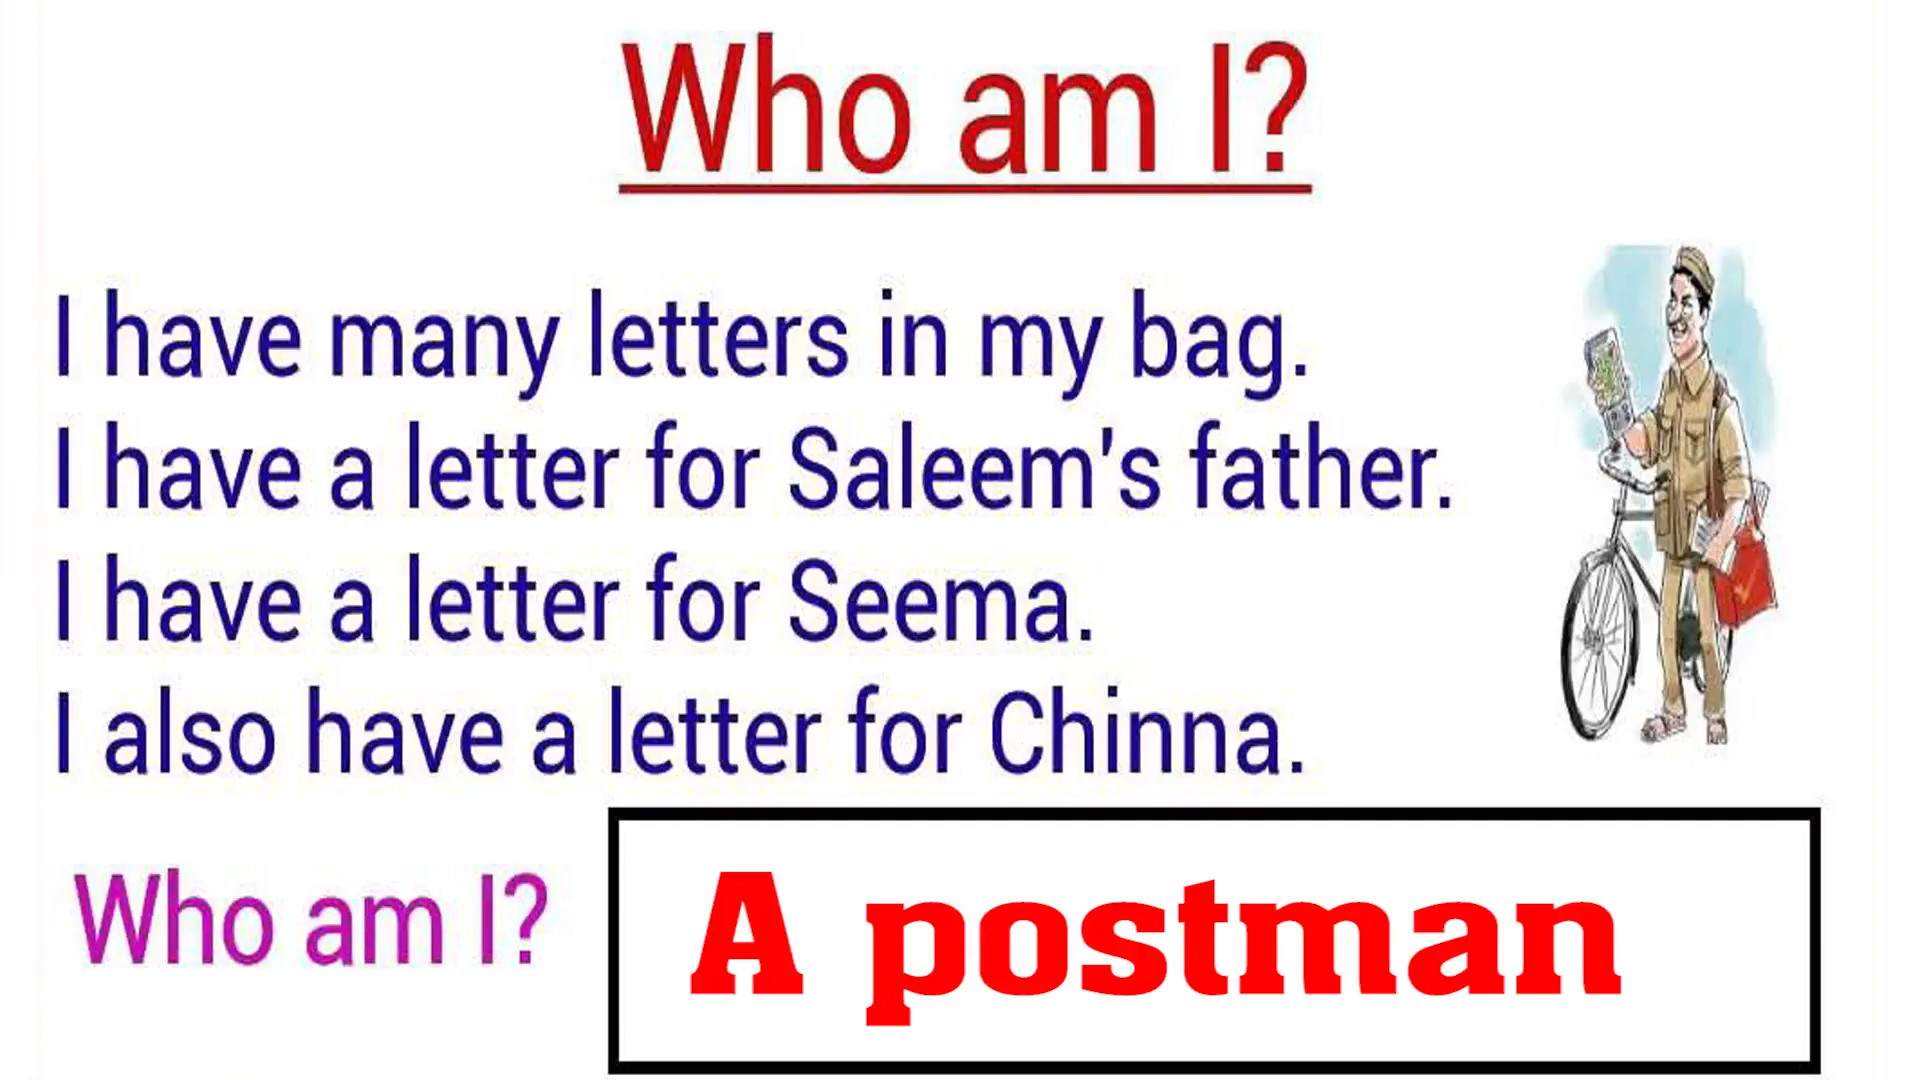 Who am I?
I have many letters in my bag.
I have a letter for Saleem's father.
I have a letter for Seema.
I also have a letter for Chinna.
Who am I?
A postman